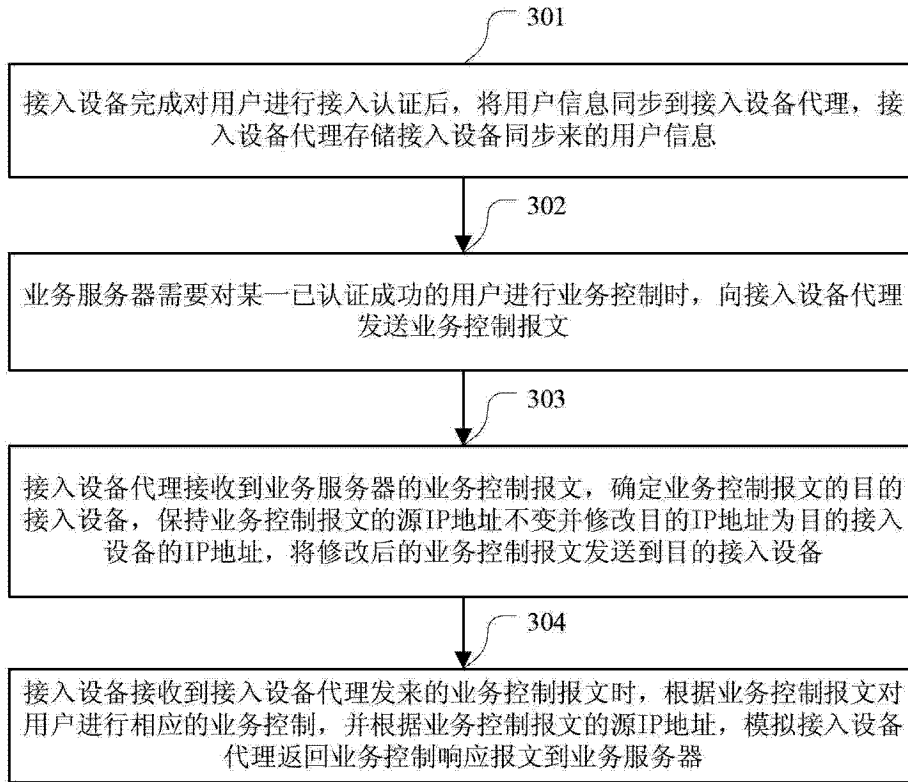 301
接入设备完成对用户进行接入认证后，将用户信息同步到接入设备代理，接
入设备代理存储接入设备同步来的用户信息
302
业务服务器需要对某一已认证成功的用户进行业务控制时，向接入设备代理
发送业务控制报文
303
接入设备代理接收到业务服务器的业务控制报文，确定业务控制报文的目的
接入设备，保持业务控制报文的源IP地址不变并修改目的IP地址为目的接入
设备的IP地址，将修改后的业务控制报文发送到目的接入设备
304
接入设备接收到接入设备代理发来的业务控制报文时，根据业务控制报文对
用户进行相应的业务控制，并根据业务控制报文的源IP地址，模拟接入设备
代理返回业务控制响应报文到业务服务器